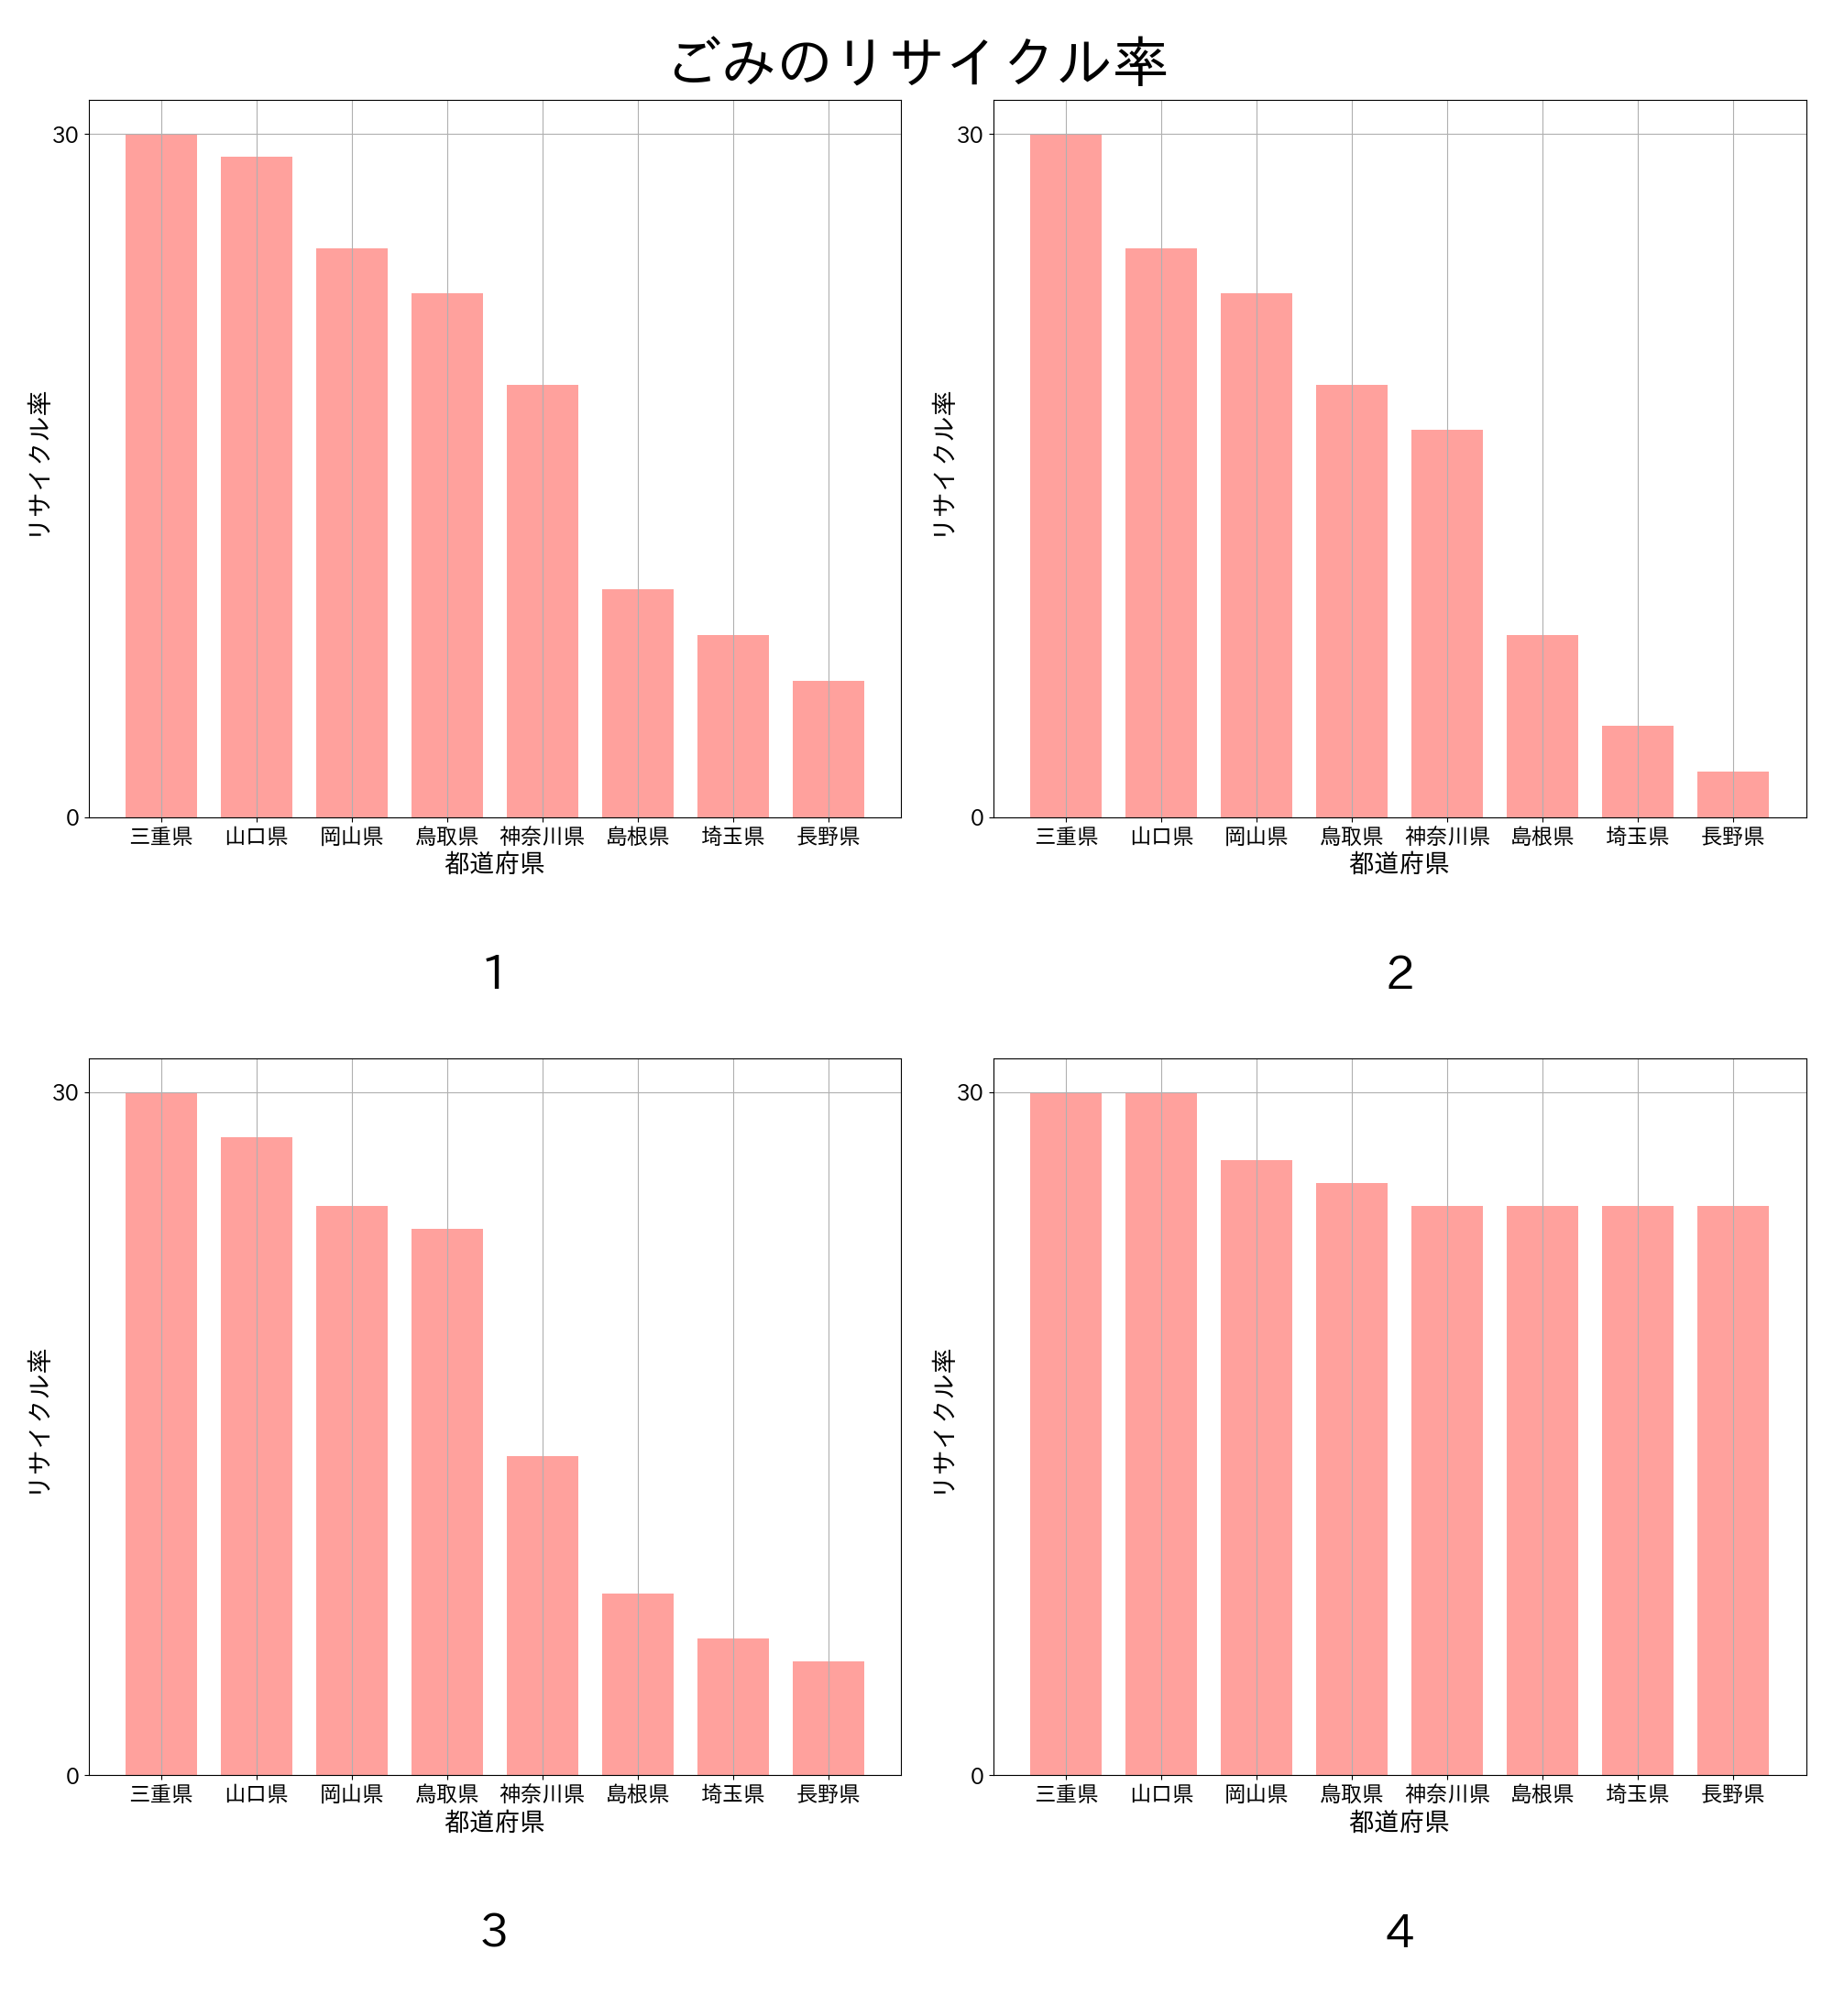 ごみのリサイクル率
30
0
リサイクル率
三重県 山口県 岡山県 鳥取県 神奈川県 島根県 埼玉県 長野県
都道府県
1
30
0
リサイクル率
三重県 山口県 岡山県 鳥取県 神奈川県 島根県 埼玉県 長野県
都道府県
2
30
0
リサイクル率
三重県 山口県 岡山県 鳥取県 神奈川県 島根県 埼玉県 長野県
都道府県
3
30
0
リサイクル率
三重県 山口県 岡山県 鳥取県 神奈川県 島根県 埼玉県 長野県
都道府県
4